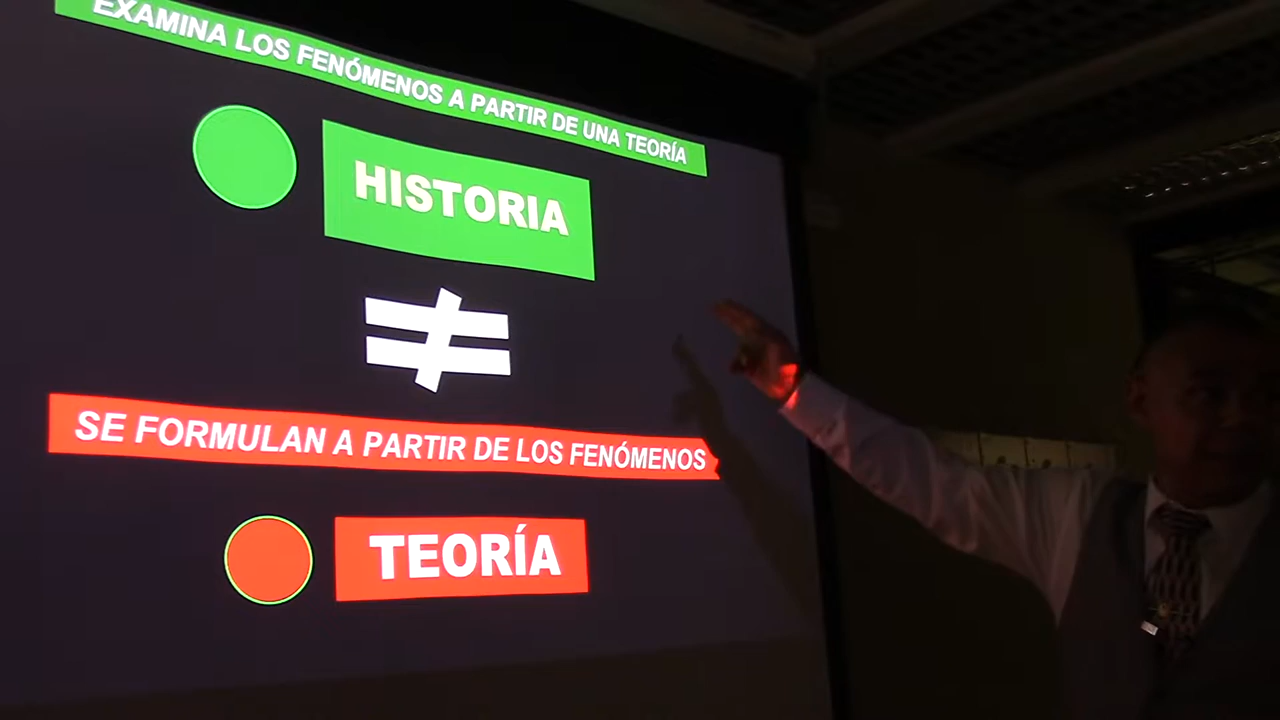 EXAMINA LOS FENÓMENOS A PARTIR DE UNA TEORÍA
HISTORIA
≠
SE FORMULAN A PARTIR DE LOS FENÓMENOS
TEORÍA